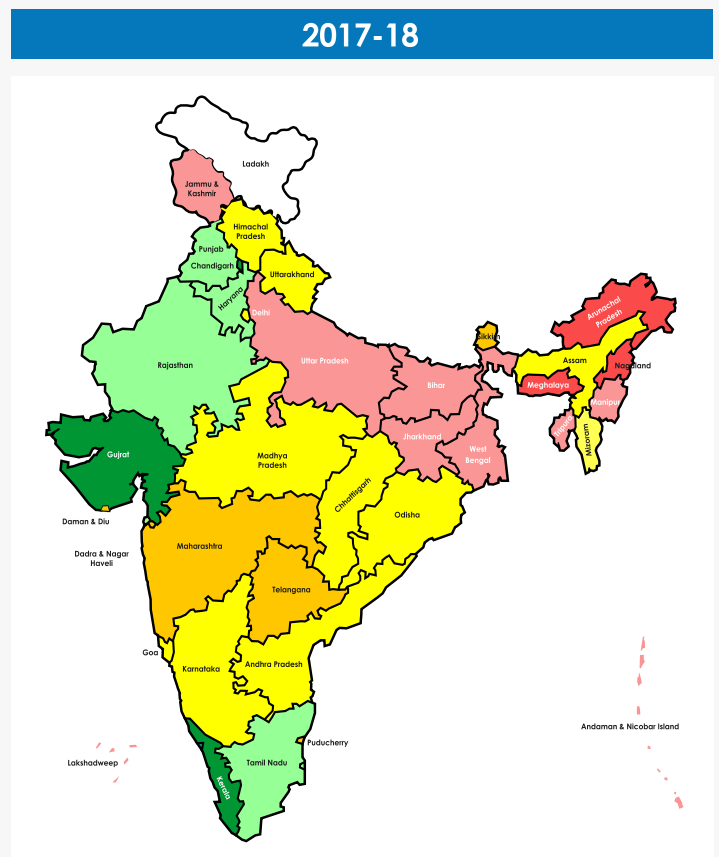 2017-18
Ladakh
Jammu &
Kashmir
Himachal
Pradesh
Punjab
Chandigarh
Uttarakhand
Haryana
Delhi
Arunachal
Pradesh
Sikkim
Rajasthan
Uttar Pradesh
Assam
Nagaland
Bihar
Meghalaya
Manipur
Tripura
Mizoram
Jharkhand
West
Bengal
Gujrat
Madhya
Pradesh
Chhattisgarh
Odisha
Daman & Diu
Maharashtra
Dadra & Nagar
Haveli
Telangana
Goa
Karnataka
Andhra Pradesh
Andaman & Nicobar Island
Puducherry
Lakshadweep
Tamil Nadu
Kerala